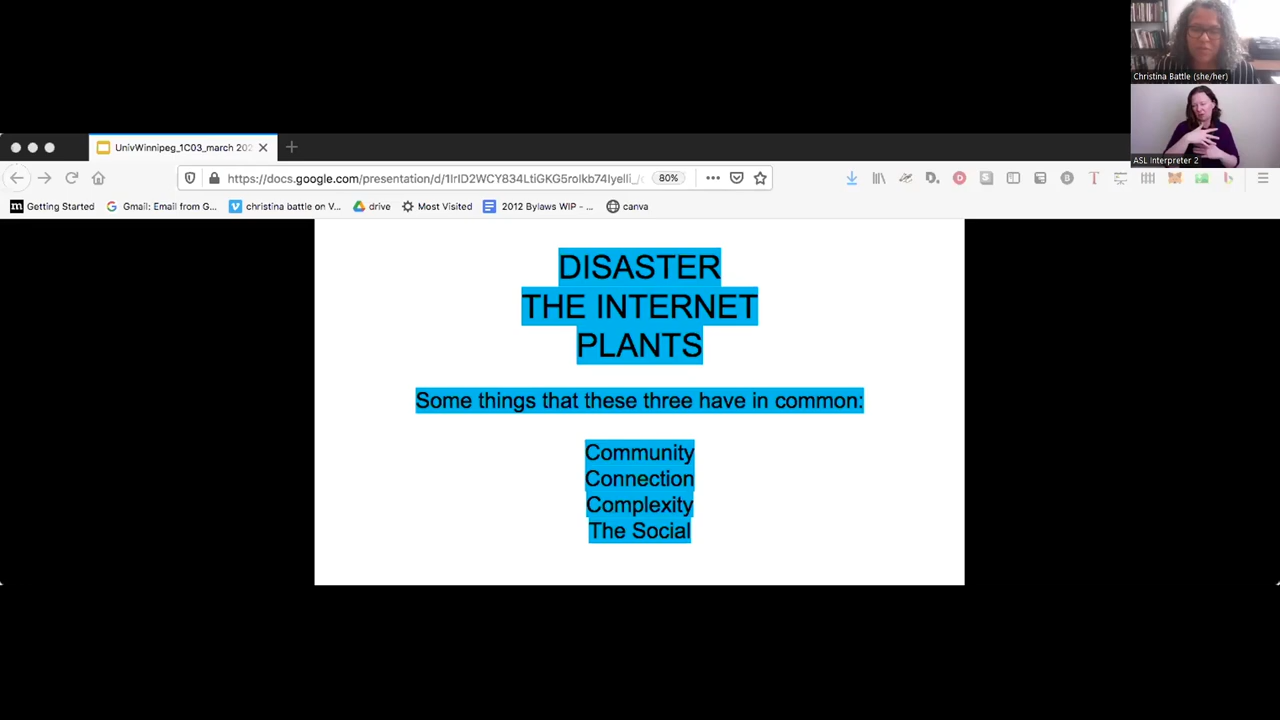 Christina Battle (she/her)
ASL Interpreter 2
UnivWinnipeg_1C03_march 202
https://docs.google.com/presentation/d/
80%
Getting Started
Gmail: Email from G...
christina battle on V...
drive
Most Visited
2012 Bylaws WIP - ...
canva
DISASTER
THE INTERNET
PLANTS
Some things that these three have in common:
Community
Connection
Complexity
The Social